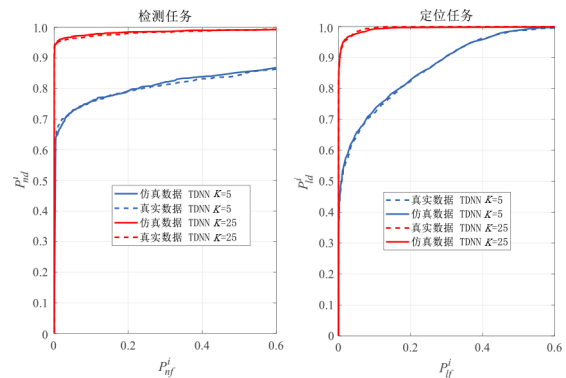 检测任务
1.0
0.9
0.8
0.7
0.6
0.5
0.4
0.3
0.2
0.1
0
P^i_nd
仿真数据 TDNN K=5
真实数据 TDNN K=5
仿真数据 TDNN K=25
真实数据 TDNN K=25
0 0.2 0.4 0.6
P^i_nf
定位任务
1.0
0.9
0.8
0.7
0.6
0.5
0.4
0.3
0.2
0.1
0
P^i_ld
真实数据 TDNN K=5
仿真数据 TDNN K=5
真实数据 TDNN K=25
仿真数据 TDNN K=25
0 0.2 0.4 0.6
P^i_lf